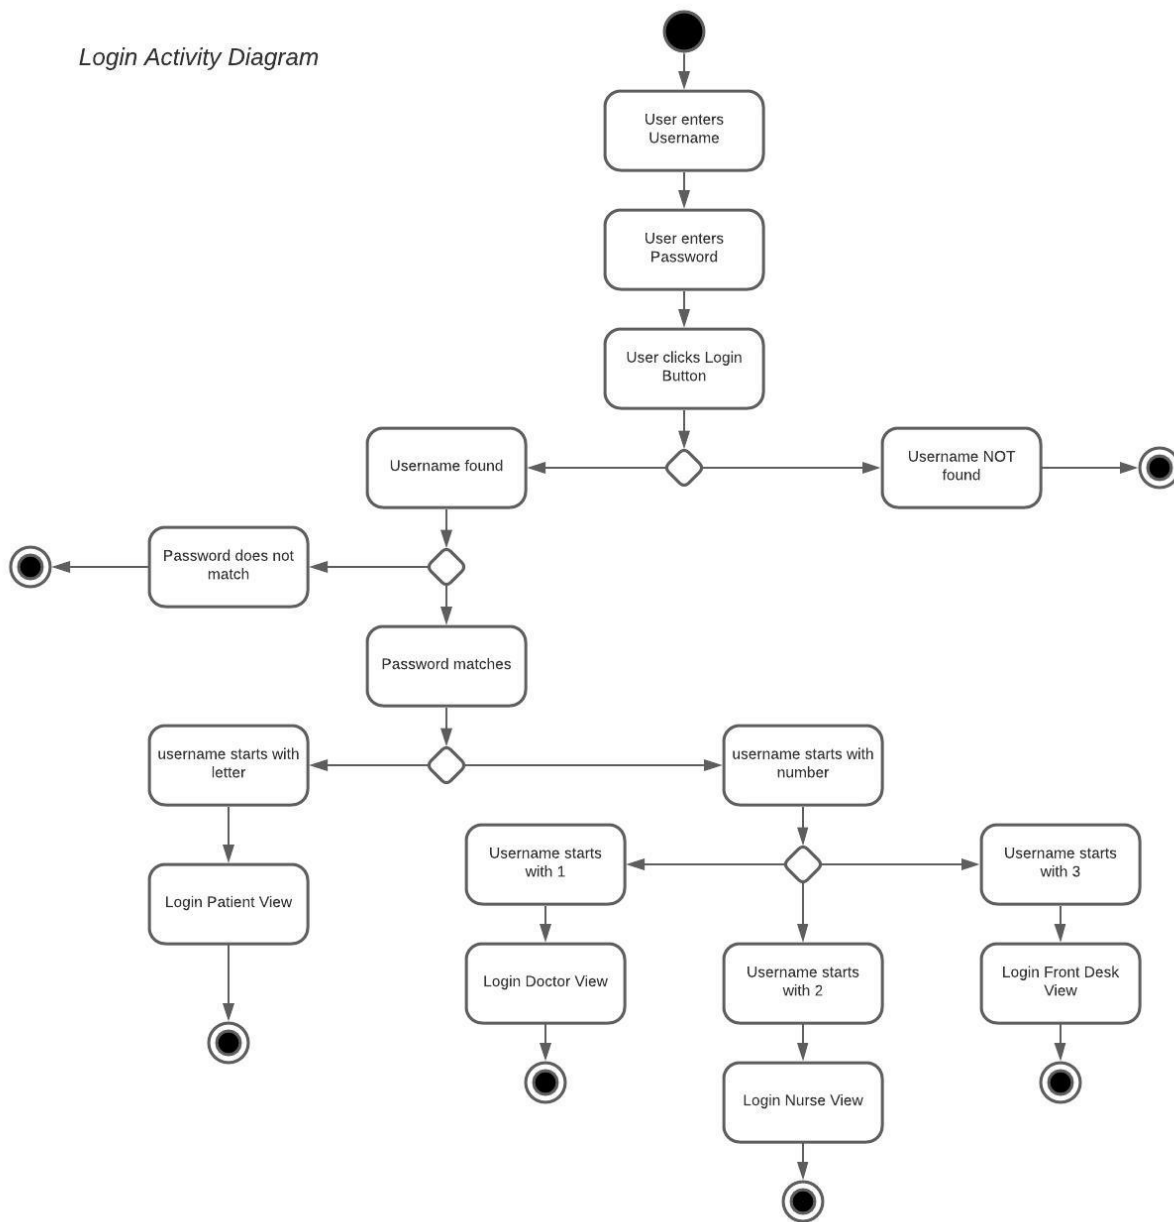 Login Activity Diagram
User enters
Username
User enters
Password
User clicks Login
Button
Username found
Username NOT
found
Password does not
match
Password matches
username starts with
letter
username starts with
number
Username starts
with 1
Username starts
with 3
Login Patient View
Login Doctor View
Username starts
with 2
Login Front Desk
View
Login Nurse View